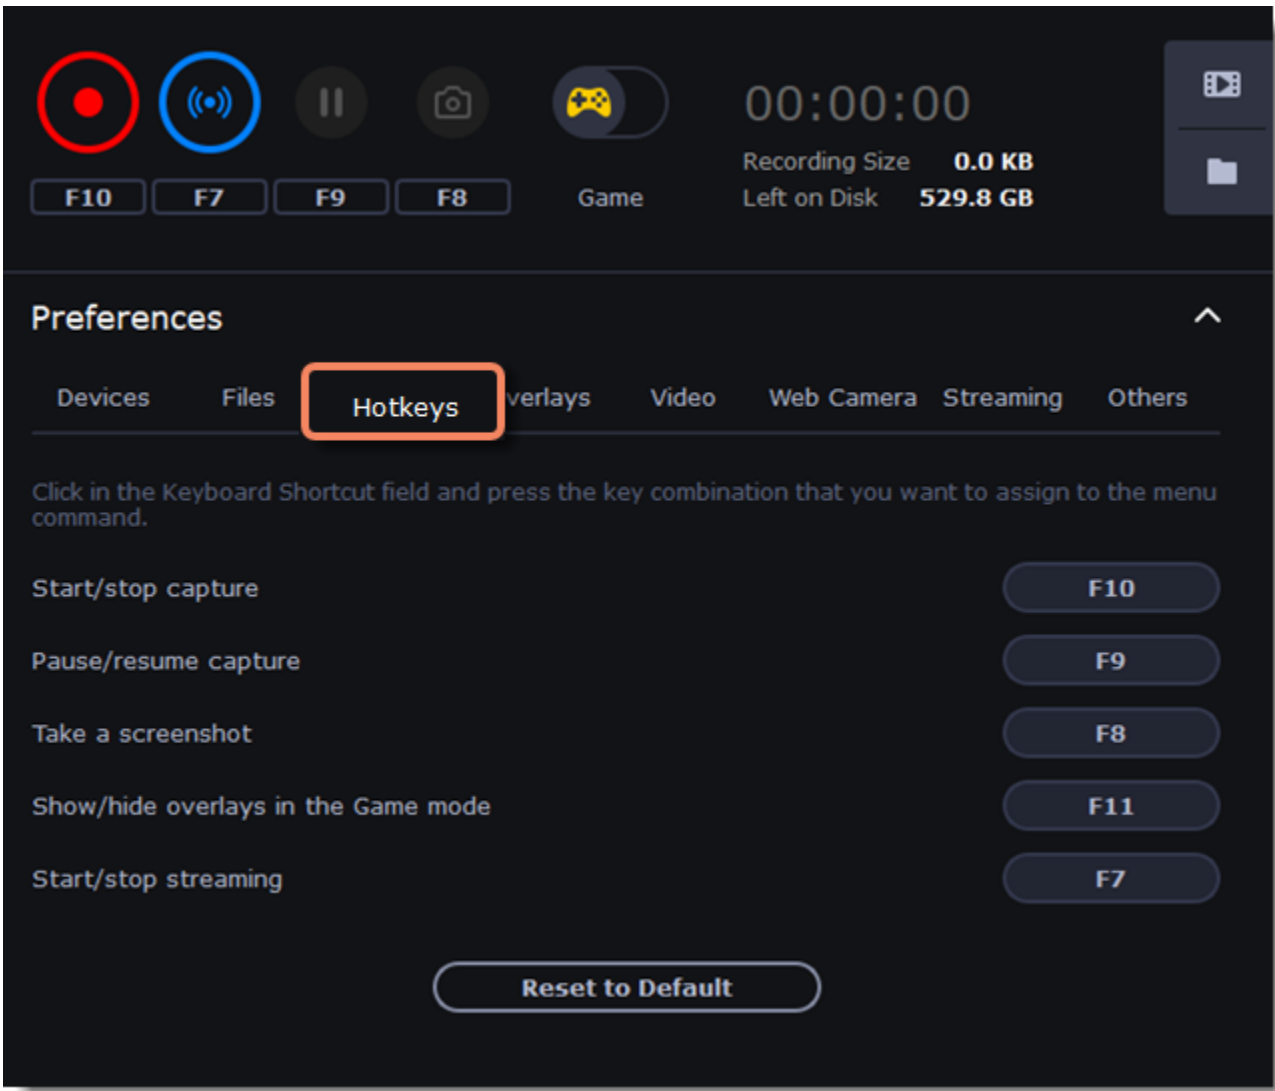 00:00:00
Recording Size 0.0 KB
Left on Disk 529.8 GB
F10 F7 F9 F8 Game
Preferences
Devices Files Hotkeys verlays Video Web Camera Streaming Others
Click in the Keyboard Shortcut field and press the key combination that you want to assign to the menu
command.
Start/stop capture F10
Pause/resume capture F9
Take a screenshot F8
Show/hide overlays in the Game mode F11
Start/stop streaming F7
Reset to Default